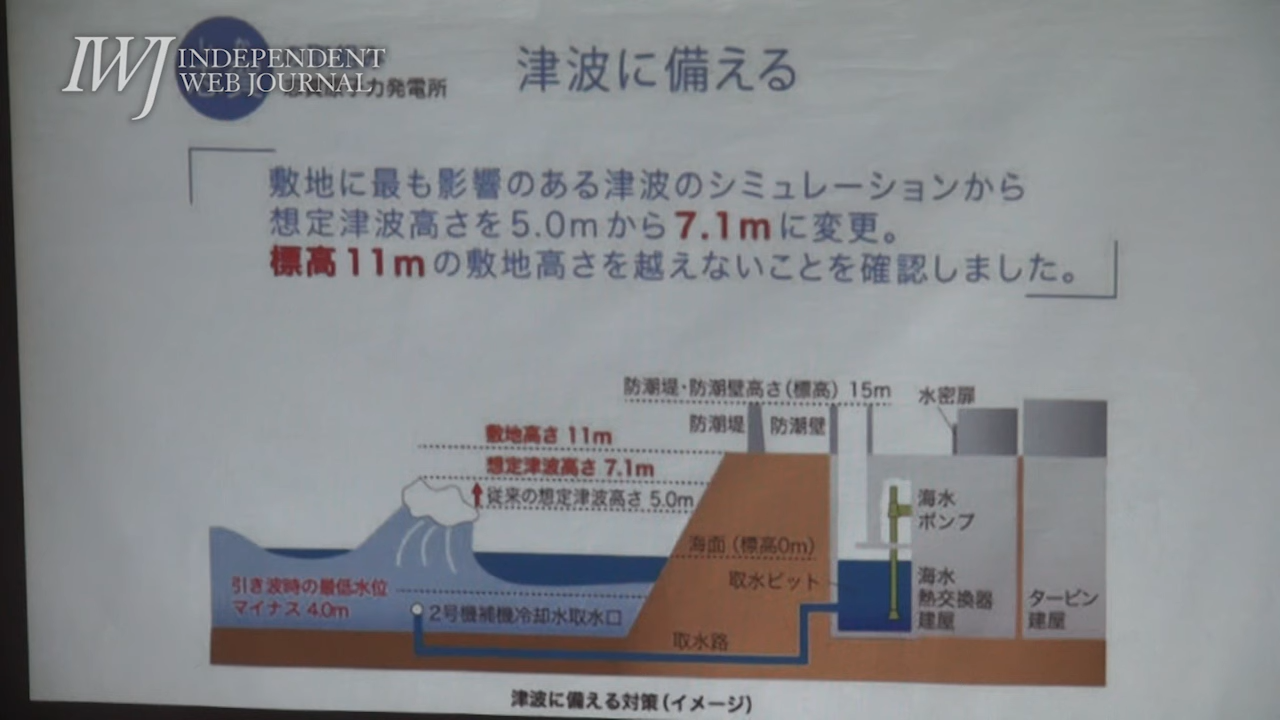 IWJ INDEPENDENT
WEB JOURNAL
力発電所
津波に備える
敷地に最も影響のある津波のシミュレーションから
想定津波高さを5.0mから7.1mに変更。
標高11mの敷地高さを越えないことを確認しました。
防潮堤・防潮壁高さ(標高) 15m
水密扉
防潮堤
防潮壁
敷地高さ 11m
想定津波高さ 7.1m
従来の想定津波高さ 5.0m
海水
ポンプ
海面(標高0m)
取水ピット
引き波時の最低水位
マイナス 4.0m
2号機補機冷却水取水口
海水
熱交換器
建屋
タービン
建屋
取水路
津波に備える対策(イメージ)